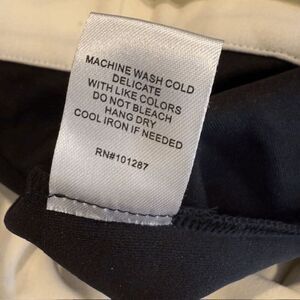 MACHINE WASH COLD
DELICATE
WITH LIKE COLORS
DO NOT BLEACH
HANG DRY
COOL IRON IF NEEDED
RN#101287